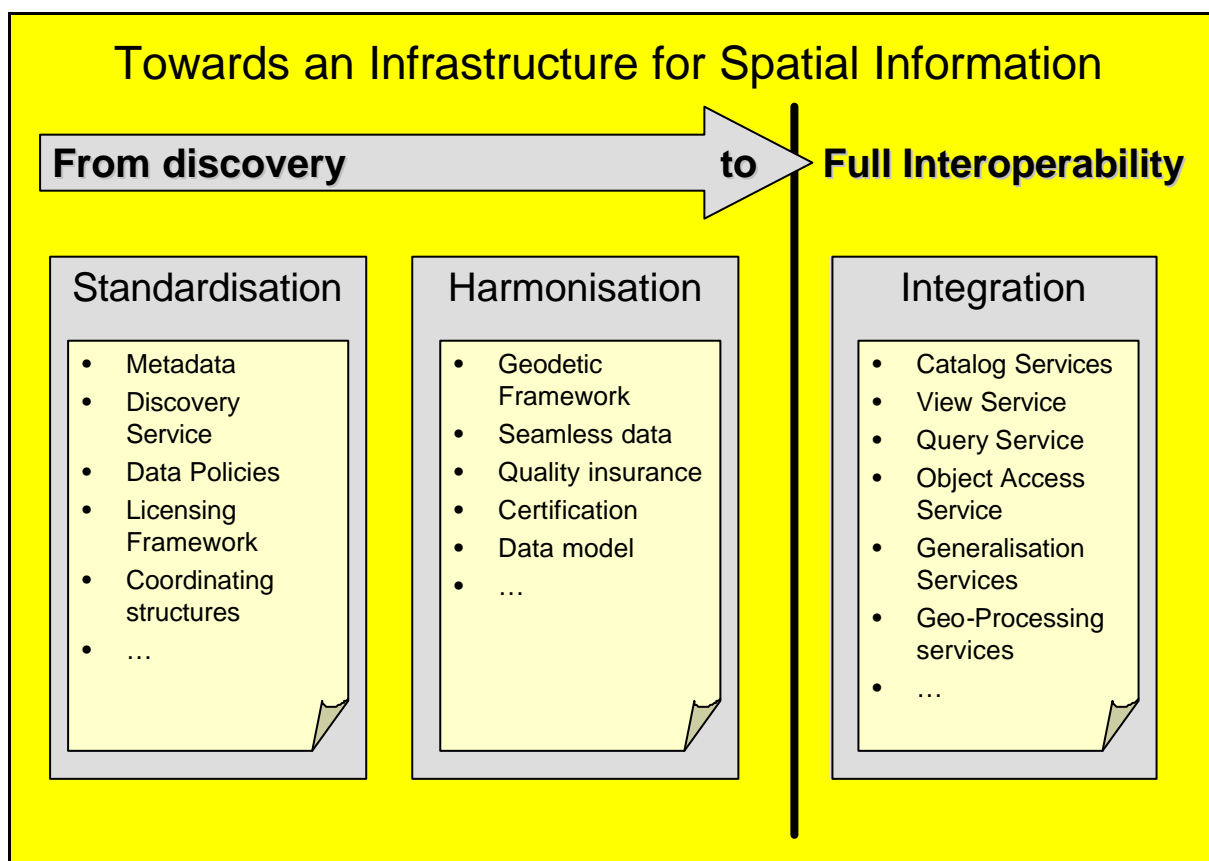 Towards an Infrastructure for Spatial Information
From discovery to Full Interoperability
Standardisation
• Metadata
• Discovery
Service
• Data Policies
• Licensing
Framework
• Coordinating
structures
• …
Harmonisation
• Geodetic
Framework
• Seamless data
• Quality insurance
• Certification
• Data model
• …
Integration
• Catalog Services
• View Service
• Query Service
• Object Access
Service
• Generalisation
Services
• Geo-Processing
services
• …